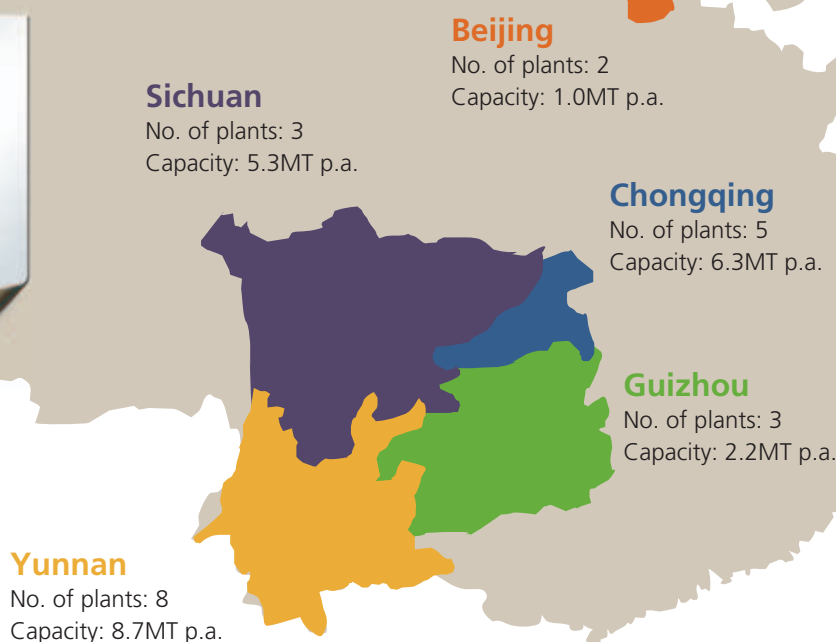 Beijing
No. of plants: 2
Capacity: 1.0MT p.a.
Sichuan
No. of plants: 3
Capacity: 5.3MT p.a.
Chongqing
No. of plants: 5
Capacity: 6.3MT p.a.
Guizhou
No. of plants: 3
Capacity: 2.2MT p.a.
Yunnan
No. of plants: 8
Capacity: 8.7MT p.a.